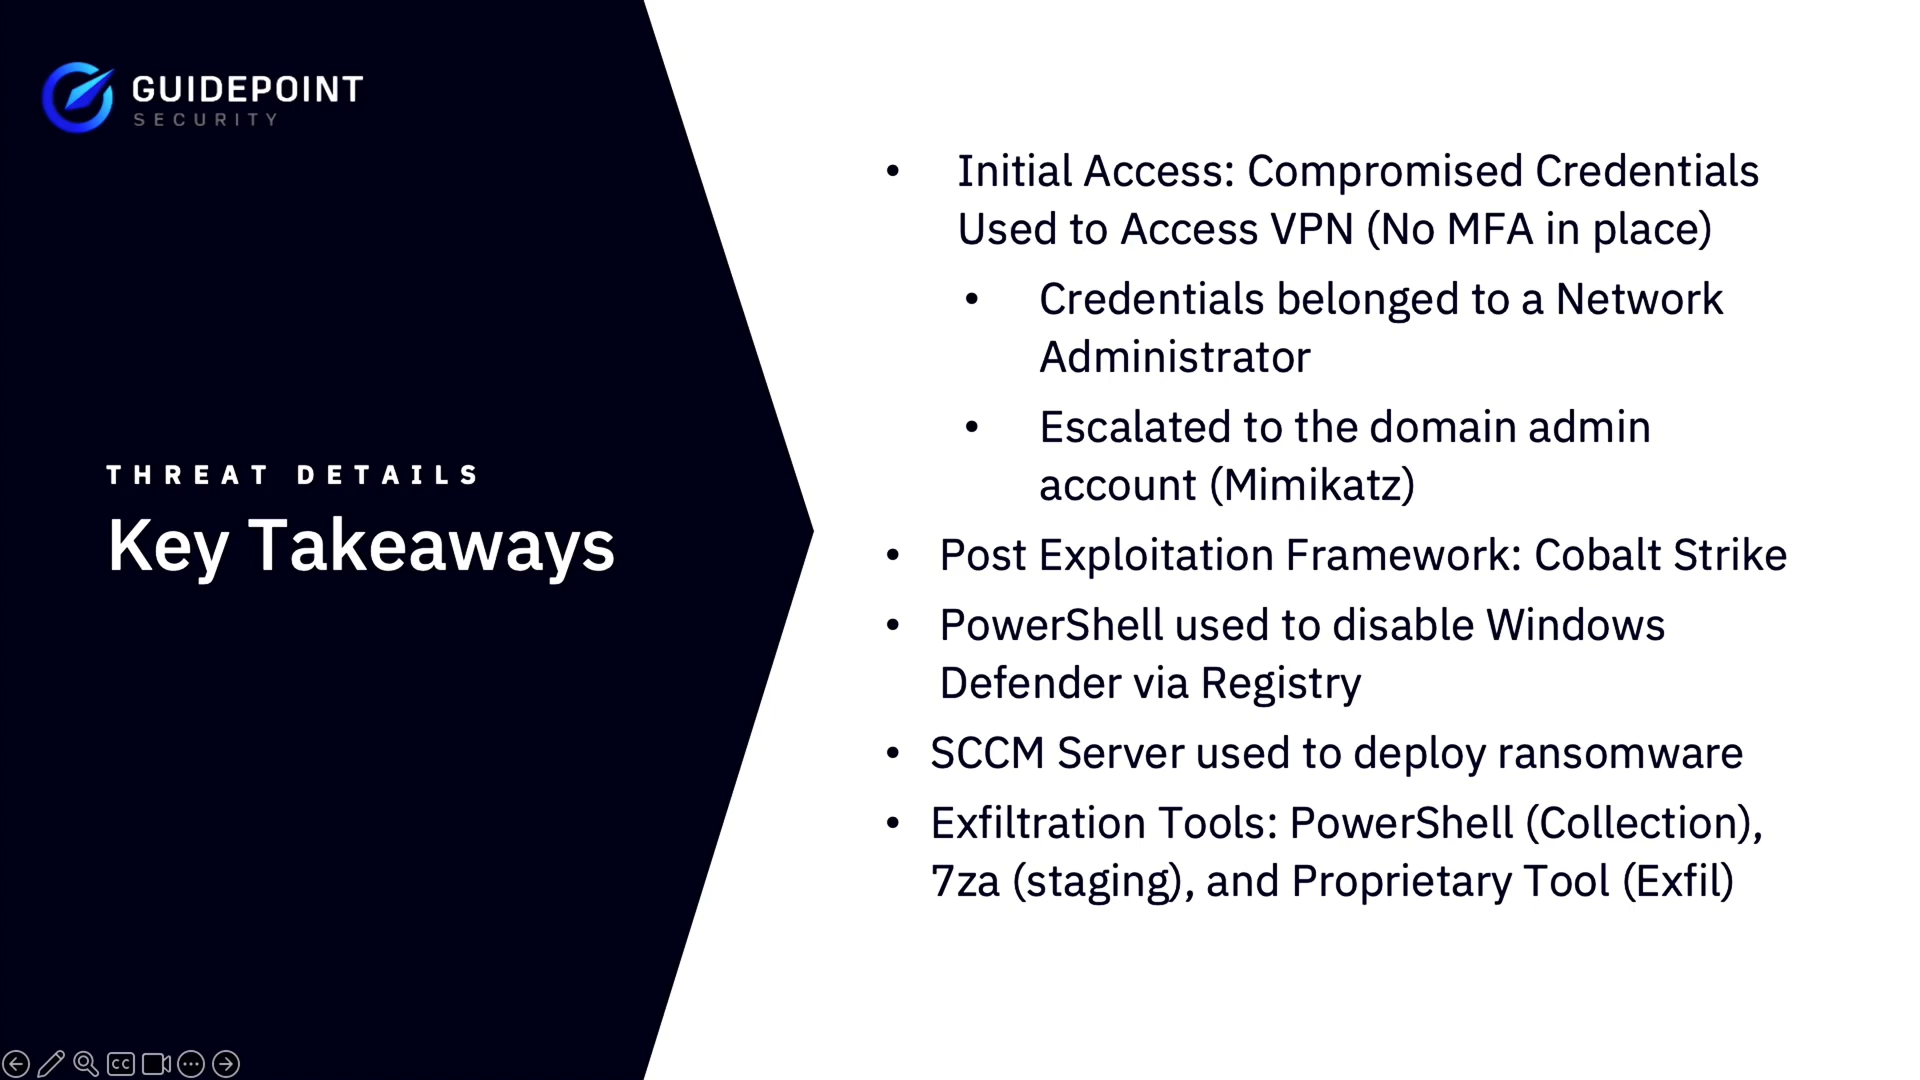 GUIDEPOINT
SECURITY
THREAT DETAILS
Key Takeaways
• Initial Access: Compromised Credentials
Used to Access VPN (No MFA in place)
• Credentials belonged to a Network
Administrator
• Escalated to the domain admin
account (Mimikatz)
• Post Exploitation Framework: Cobalt Strike
• PowerShell used to disable Windows
Defender via Registry
• SCCM Server used to deploy ransomware
• Exfiltration Tools: PowerShell (Collection),
7za (staging), and Proprietary Tool (Exfil)
CC